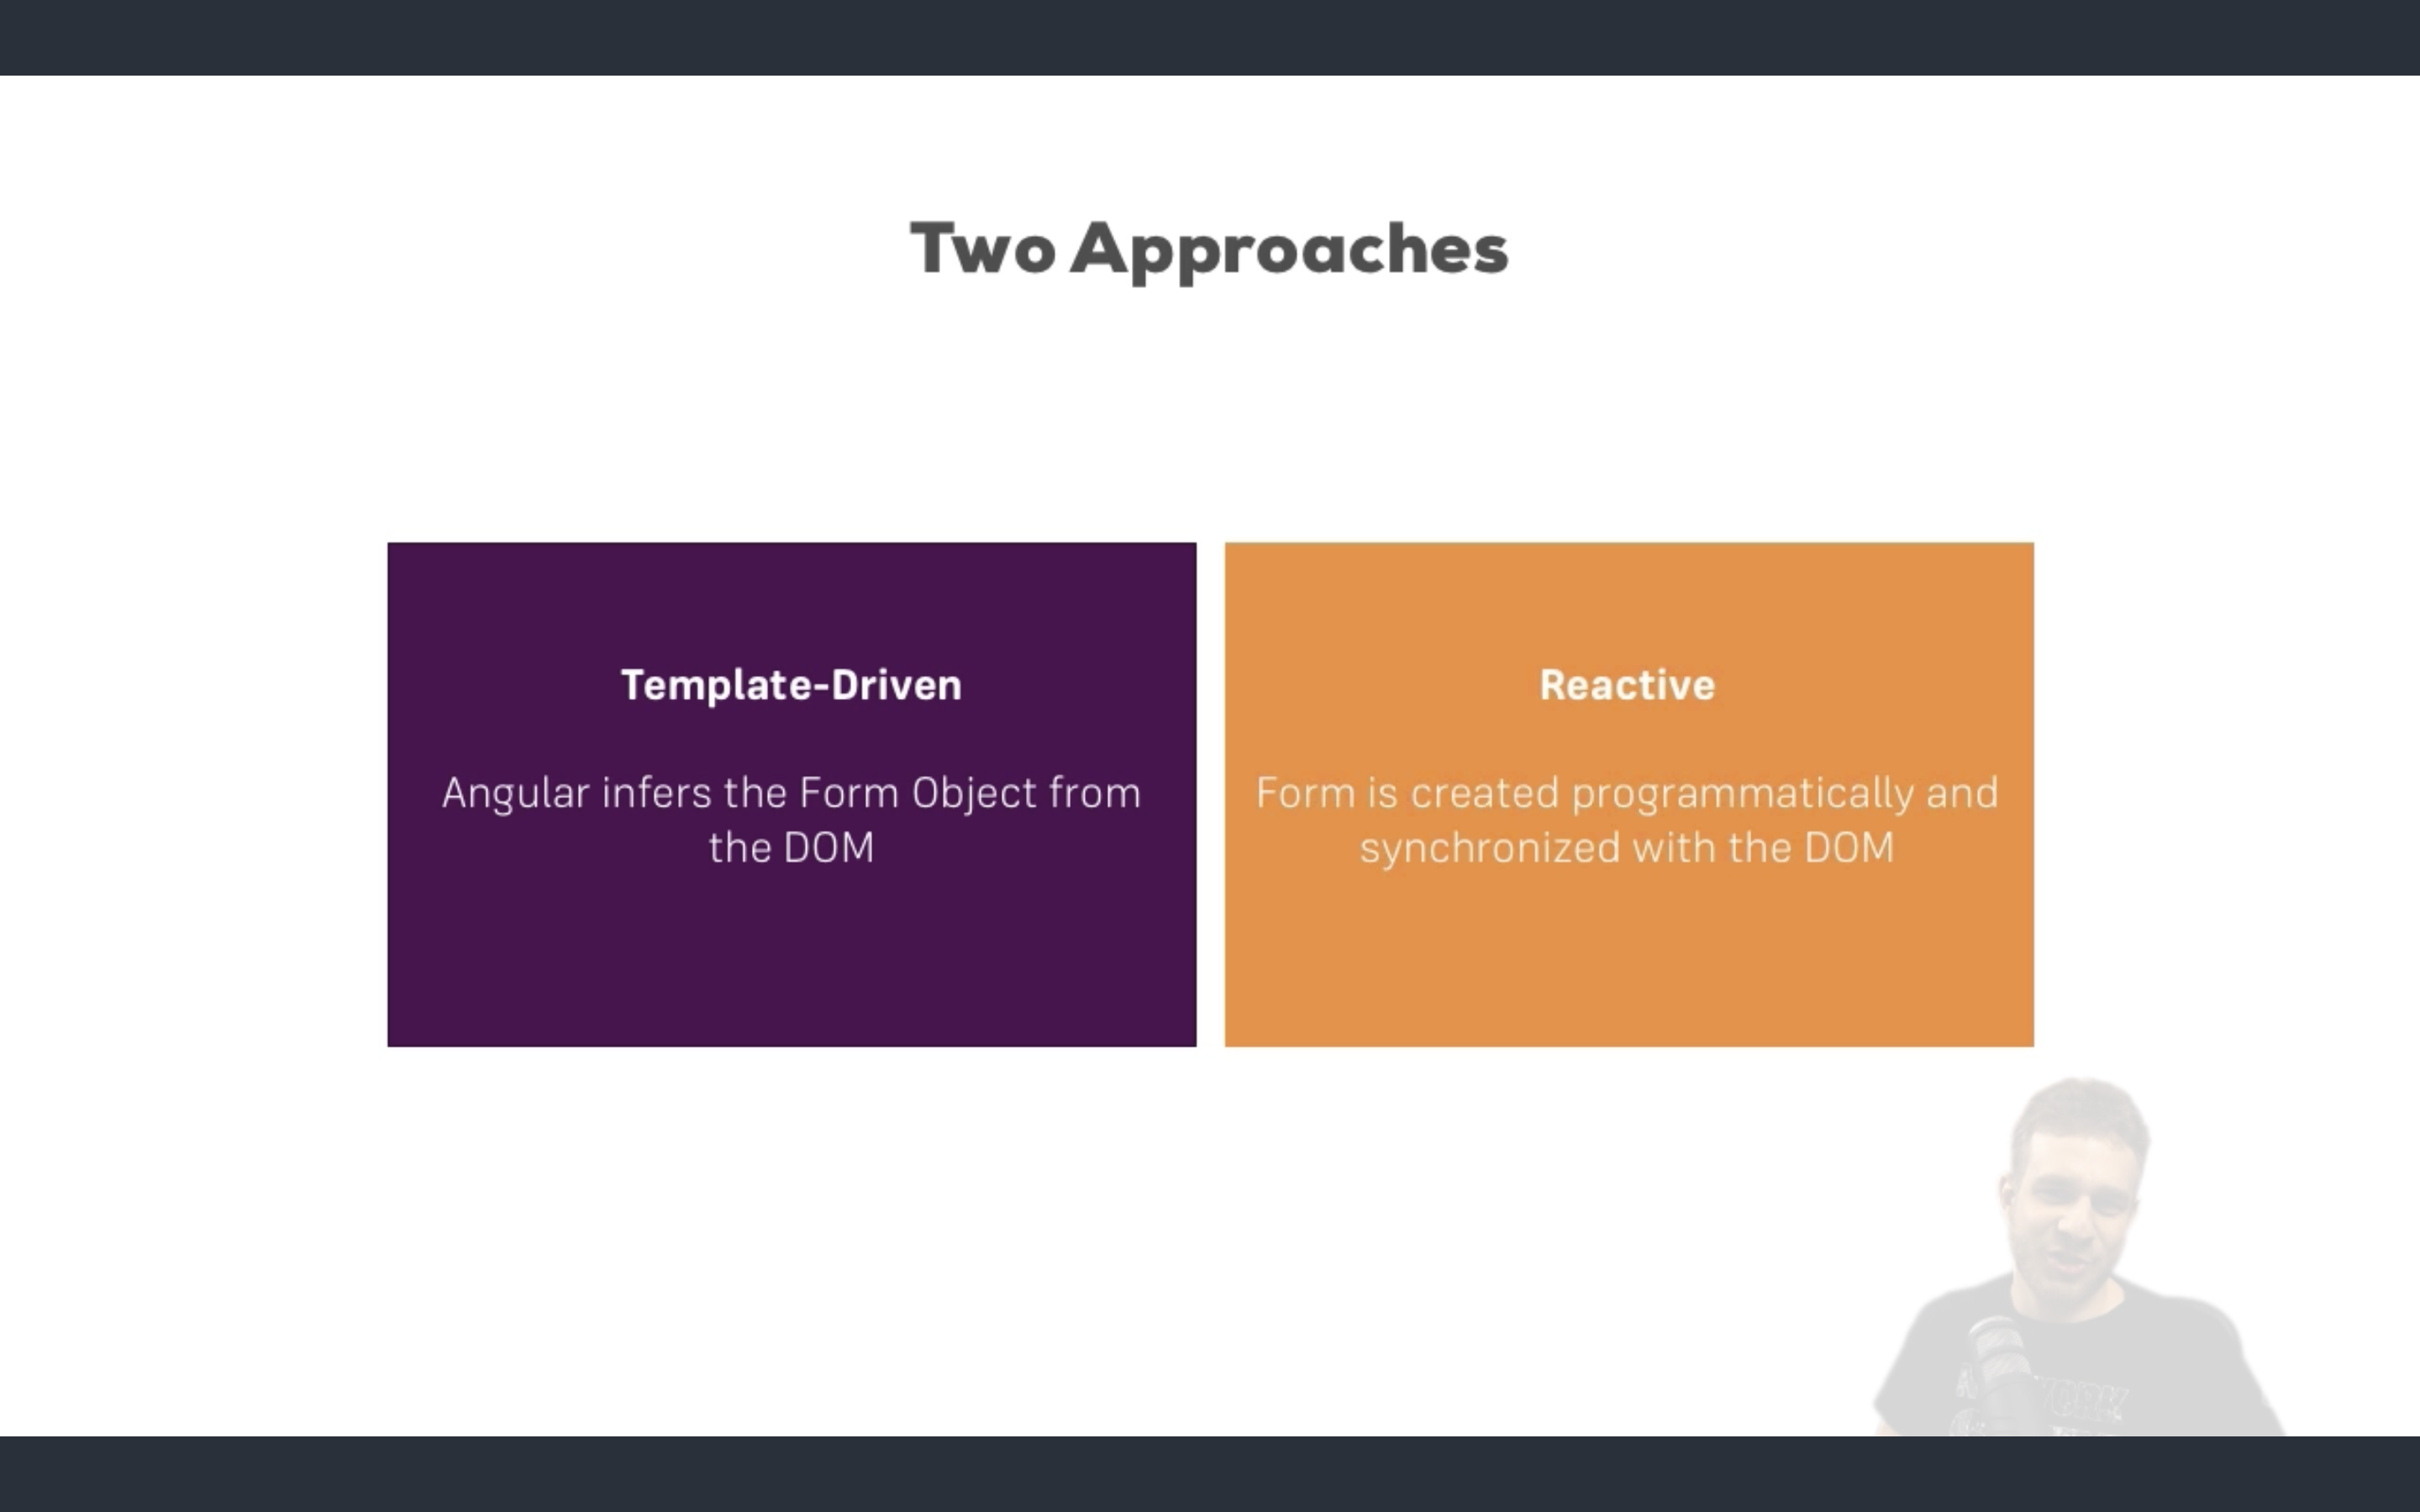 Two Approaches
Template-Driven
Angular infers the Form Object from
the DOM
Reactive
Form is created programmatically and
synchronized with the DOM